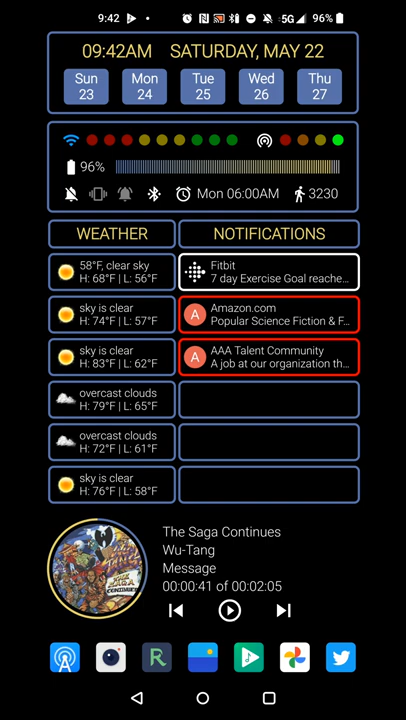 9:42
5G
96%
09:42AM SATURDAY, MAY 22
Sun
23
Mon
24
Tue
25
Wed
26
Thu
27
96%
Mon 06:00AM
3230
WEATHER
NOTIFICATIONS
58°F, clear sky
H: 68°F | L: 56°F
Fitbit
7 day Exercise Goal reache...
sky is clear
H: 74°F | L: 57°F
A
Amazon.com
Popular Science Fiction & F...
sky is clear
H: 83°F | L: 62°F
A
AAA Talent Community
A job at our organization th...
overcast clouds
H: 79°F | L: 65°F
overcast clouds
H: 72°F | L: 61°F
sky is clear
H: 76°F | L: 58°F
THE
SAGA
CONTINUES
The Saga Continues
Wu-Tang
Message
00:00:41 of 00:02:05
R